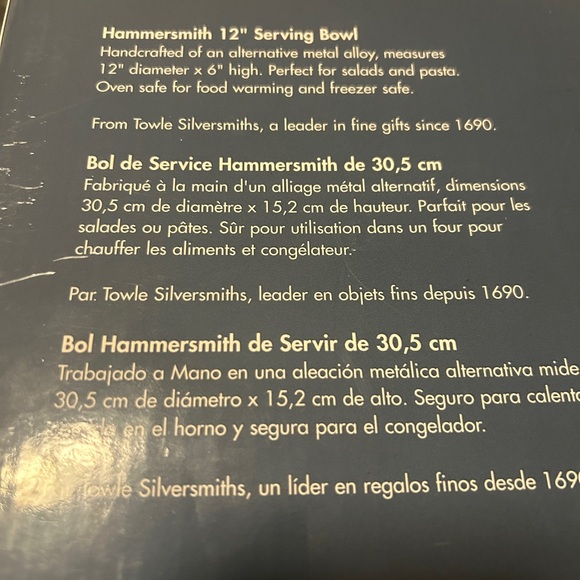 Hammersmith 12" Serving Bowl
Handcrafted of an alternative metal alloy, measures
12" diameter x 6" high. Perfect for salads and pasta.
Oven safe for food warming and freezer safe.
From Towle Silversmiths, a leader in fine gifts since 1690.
Bol de Service Hammersmith de 30,5 cm
Fabriqué à la main d'un alliage métal alternatif, dimensions
30,5 cm de diamètre x 15,2 cm de hauteur. Parfait pour les
salades ou pâtes. Sûr pour utilisation dans un four pour
chauffer les aliments et congélateur.
Par. Towle Silversmiths, leader en objets fins depuis 1690.
Bol Hammersmith de Servir de 30,5 cm
Trabajado a Mano en una aleación metálica alternativa mide
30,5 cm de diámetro x 15,2 cm de alto. Seguro para calenta
en el horno y segura para el congelador.
Towle Silversmiths, un líder en regalos finos desde 169